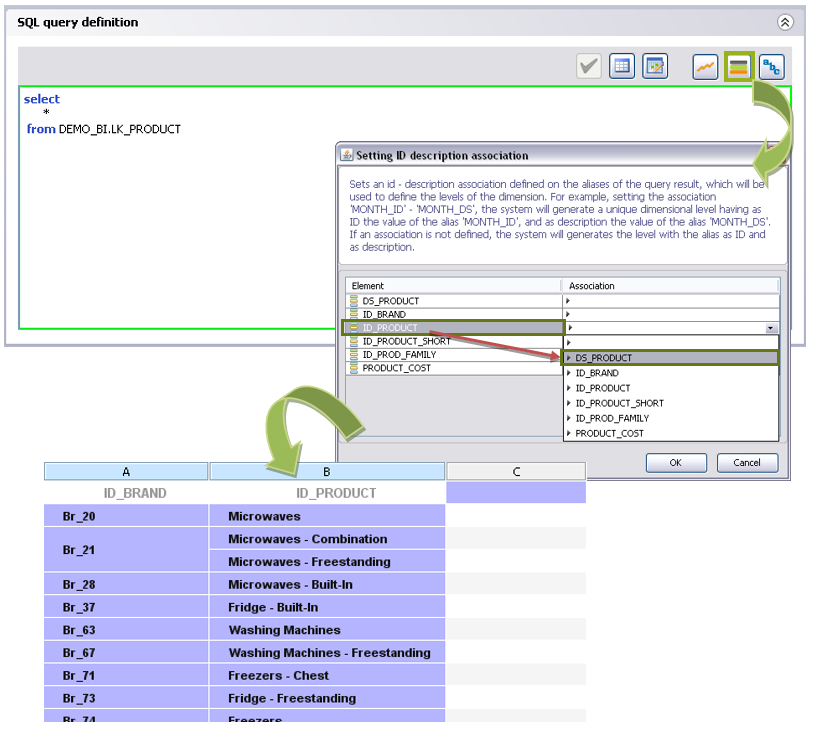 SQL query definition
abc
select
*
from DEMO_BI.LK_PRODUCT
Setting ID description association
Sets an id - description association defined on the aliases of the query result, which will be
used to define the levels of the dimension. For example, setting the association
'MONTH_ID' - 'MONTH_DS', the system will generate a unique dimensional level having as
ID the value of the alias 'MONTH_ID', and as description the value of the alias 'MONTH_DS'.
If an association is not defined, the system will generates the level with the alias as ID and
as description.
Element Association
DS_PRODUCT
ID_BRAND
ID_PRODUCT
ID_PRODUCT_SHORT
ID_PROD_FAMILY
PRODUCT_COST
DS_PRODUCT
ID_BRAND
ID_PRODUCT
ID_PRODUCT_SHORT
ID_PROD_FAMILY
PRODUCT_COST
OK Cancel
A B C
ID_BRAND ID_PRODUCT
Br_20 Microwaves
Br_21 Microwaves - Combination
Microwaves - Freestanding
Br_28 Microwaves - Built-In
Br_37 Fridge - Built-In
Br_63 Washing Machines
Br_67 Washing Machines - Freestanding
Br_71 Freezers - Chest
Br_73 Fridge - Freestanding
Br_74 Freezers